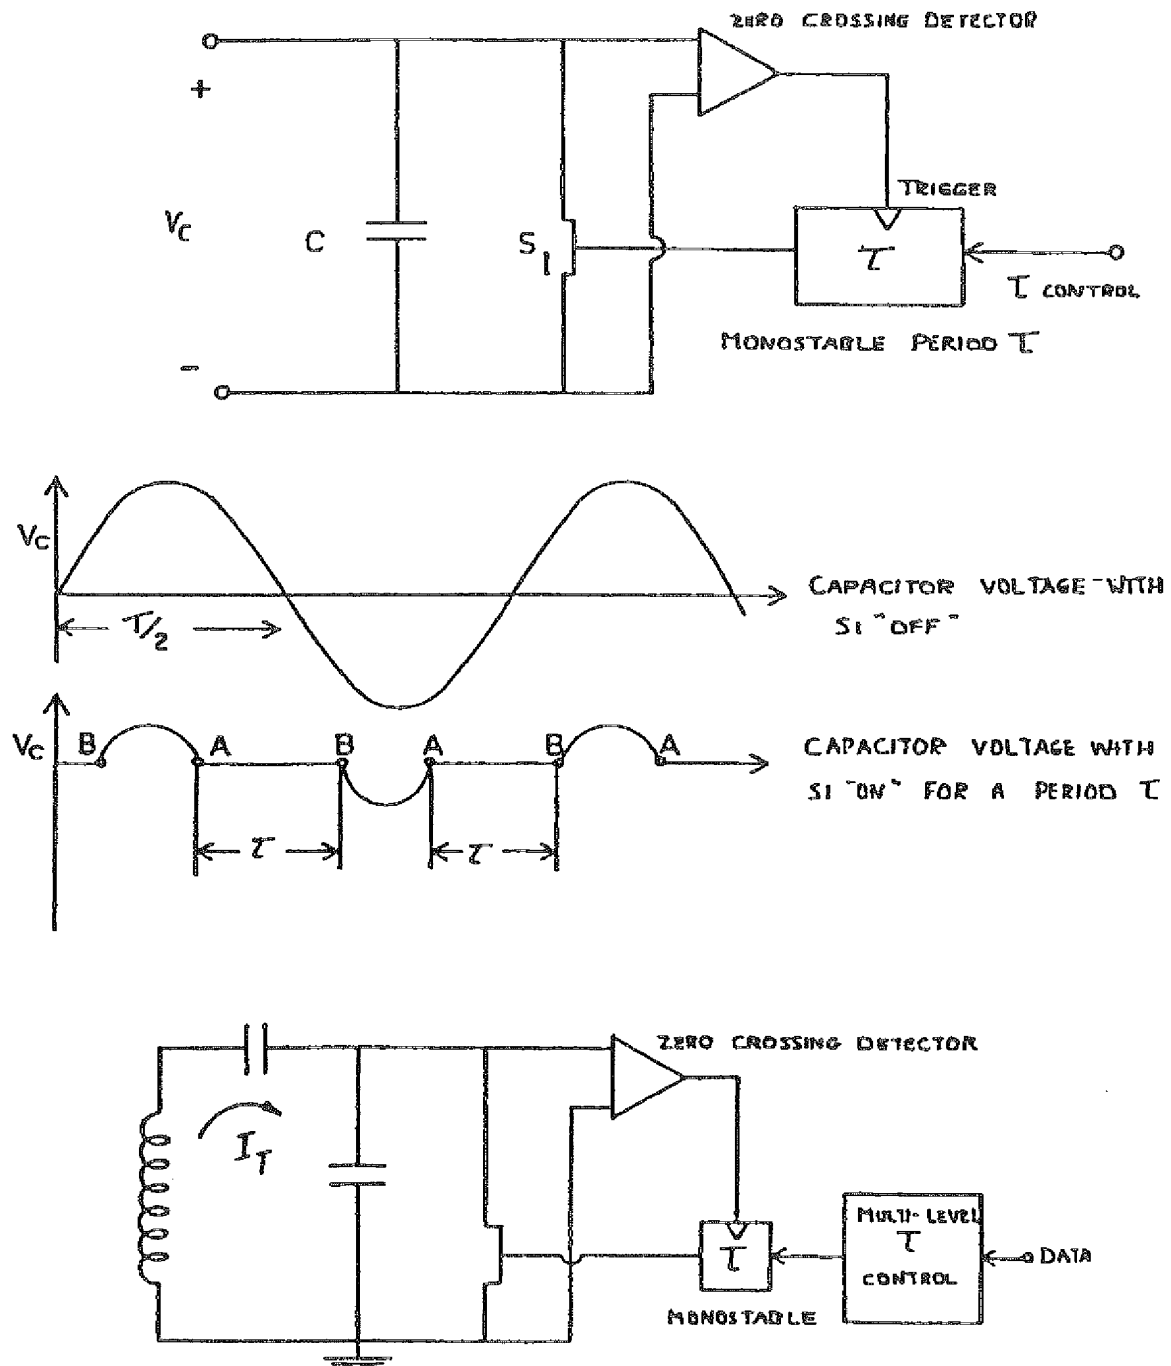 ZERO CROSSING DETECTOR
+
TRIGGER
VC
C
S1
τ
τ CONTROL
MONOSTABLE PERIOD τ
-
VC
CAPACITOR VOLTAGE WITH
S1 "OFF"
T/2
VC
B
A
B
A
B
A
CAPACITOR VOLTAGE WITH
S1 "ON" FOR A PERIOD τ
τ
τ
ZERO CROSSING DETECTOR
IT
MULTI-LEVEL
τ
CONTROL
τ
DATA
MONOSTABLE